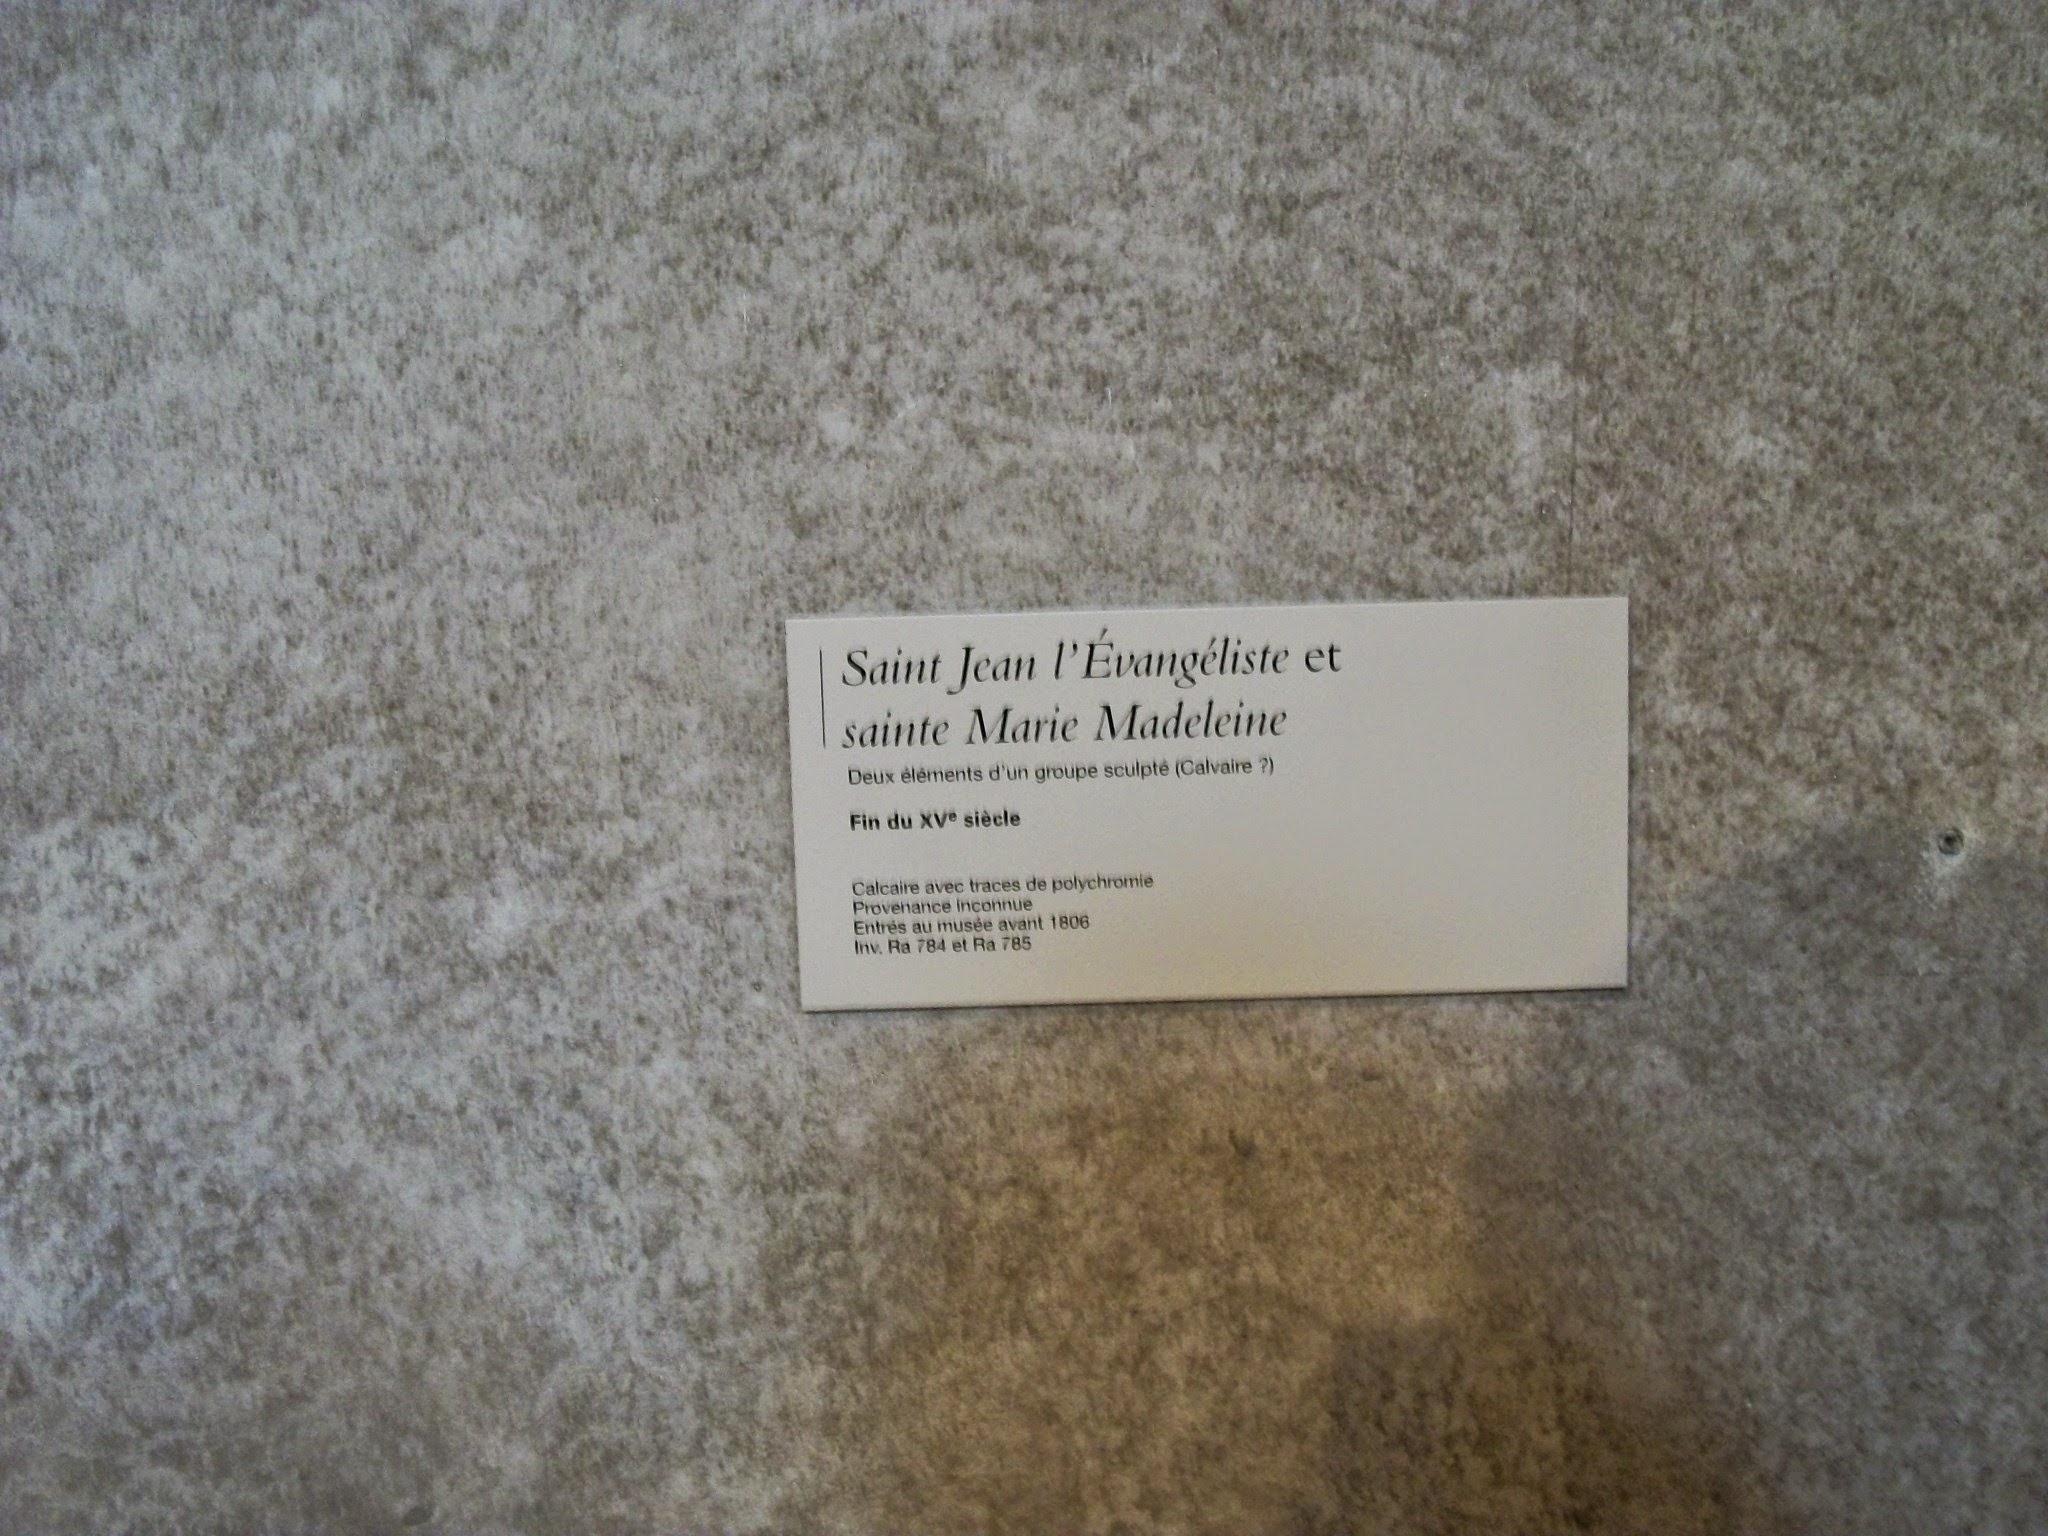 Saint Jean l'Évangéliste et
sainte Marie Madeleine
Deux éléments d'un groupe sculpté (Calvaire ?)
Fin du XVe siècle
Calcaire avec traces de polychromie
Provenance inconnue
Entrés au musée avant 1806
Inv. Ra 784 et Ra 785